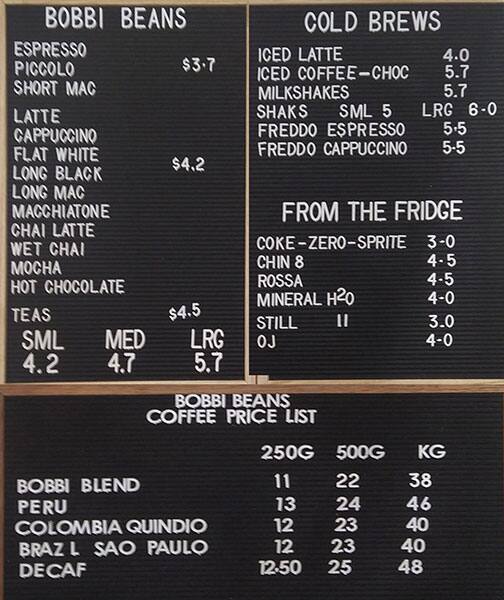 BOBBI BEANS
ESPRESSO
PICCOLO $3·7
SHORT MAC
LATTE
CAPPUCCINO
FLAT WHITE
LONG BLACK $4.2
LONG MAC
MACCHIATONE
CHAI LATTE
WET CHAI
MOCHA
HOT CHOCOLATE
TEAS $4.5
SML MED LRG
4.2 4.7 5.7
COLD BREWS
ICED LATTE 4.0
ICED COFFEE-CHOC 5.7
MILKSHAKES 5.7
SHAKS SML 5 LRG 6-0
FREDDO ESPRESSO 5·5
FREDDO CAPPUCCINO 5·5
FROM THE FRIDGE
COKE-ZERO-SPRITE 3-0
CHIN 8 4·5
ROSSA 4-5
MINERAL H2O 4-0
STILL II 3.0
OJ 4-0
BOBBI BEANS
COFFEE PRICE LIST
250G 500G KG
BOBBI BLEND 11 22 38
PERU 13 24 46
COLOMBIA QUINDIO 12 23 40
BRAZ L SAO PAULO 12 23 40
DECAF 12.50 25 48